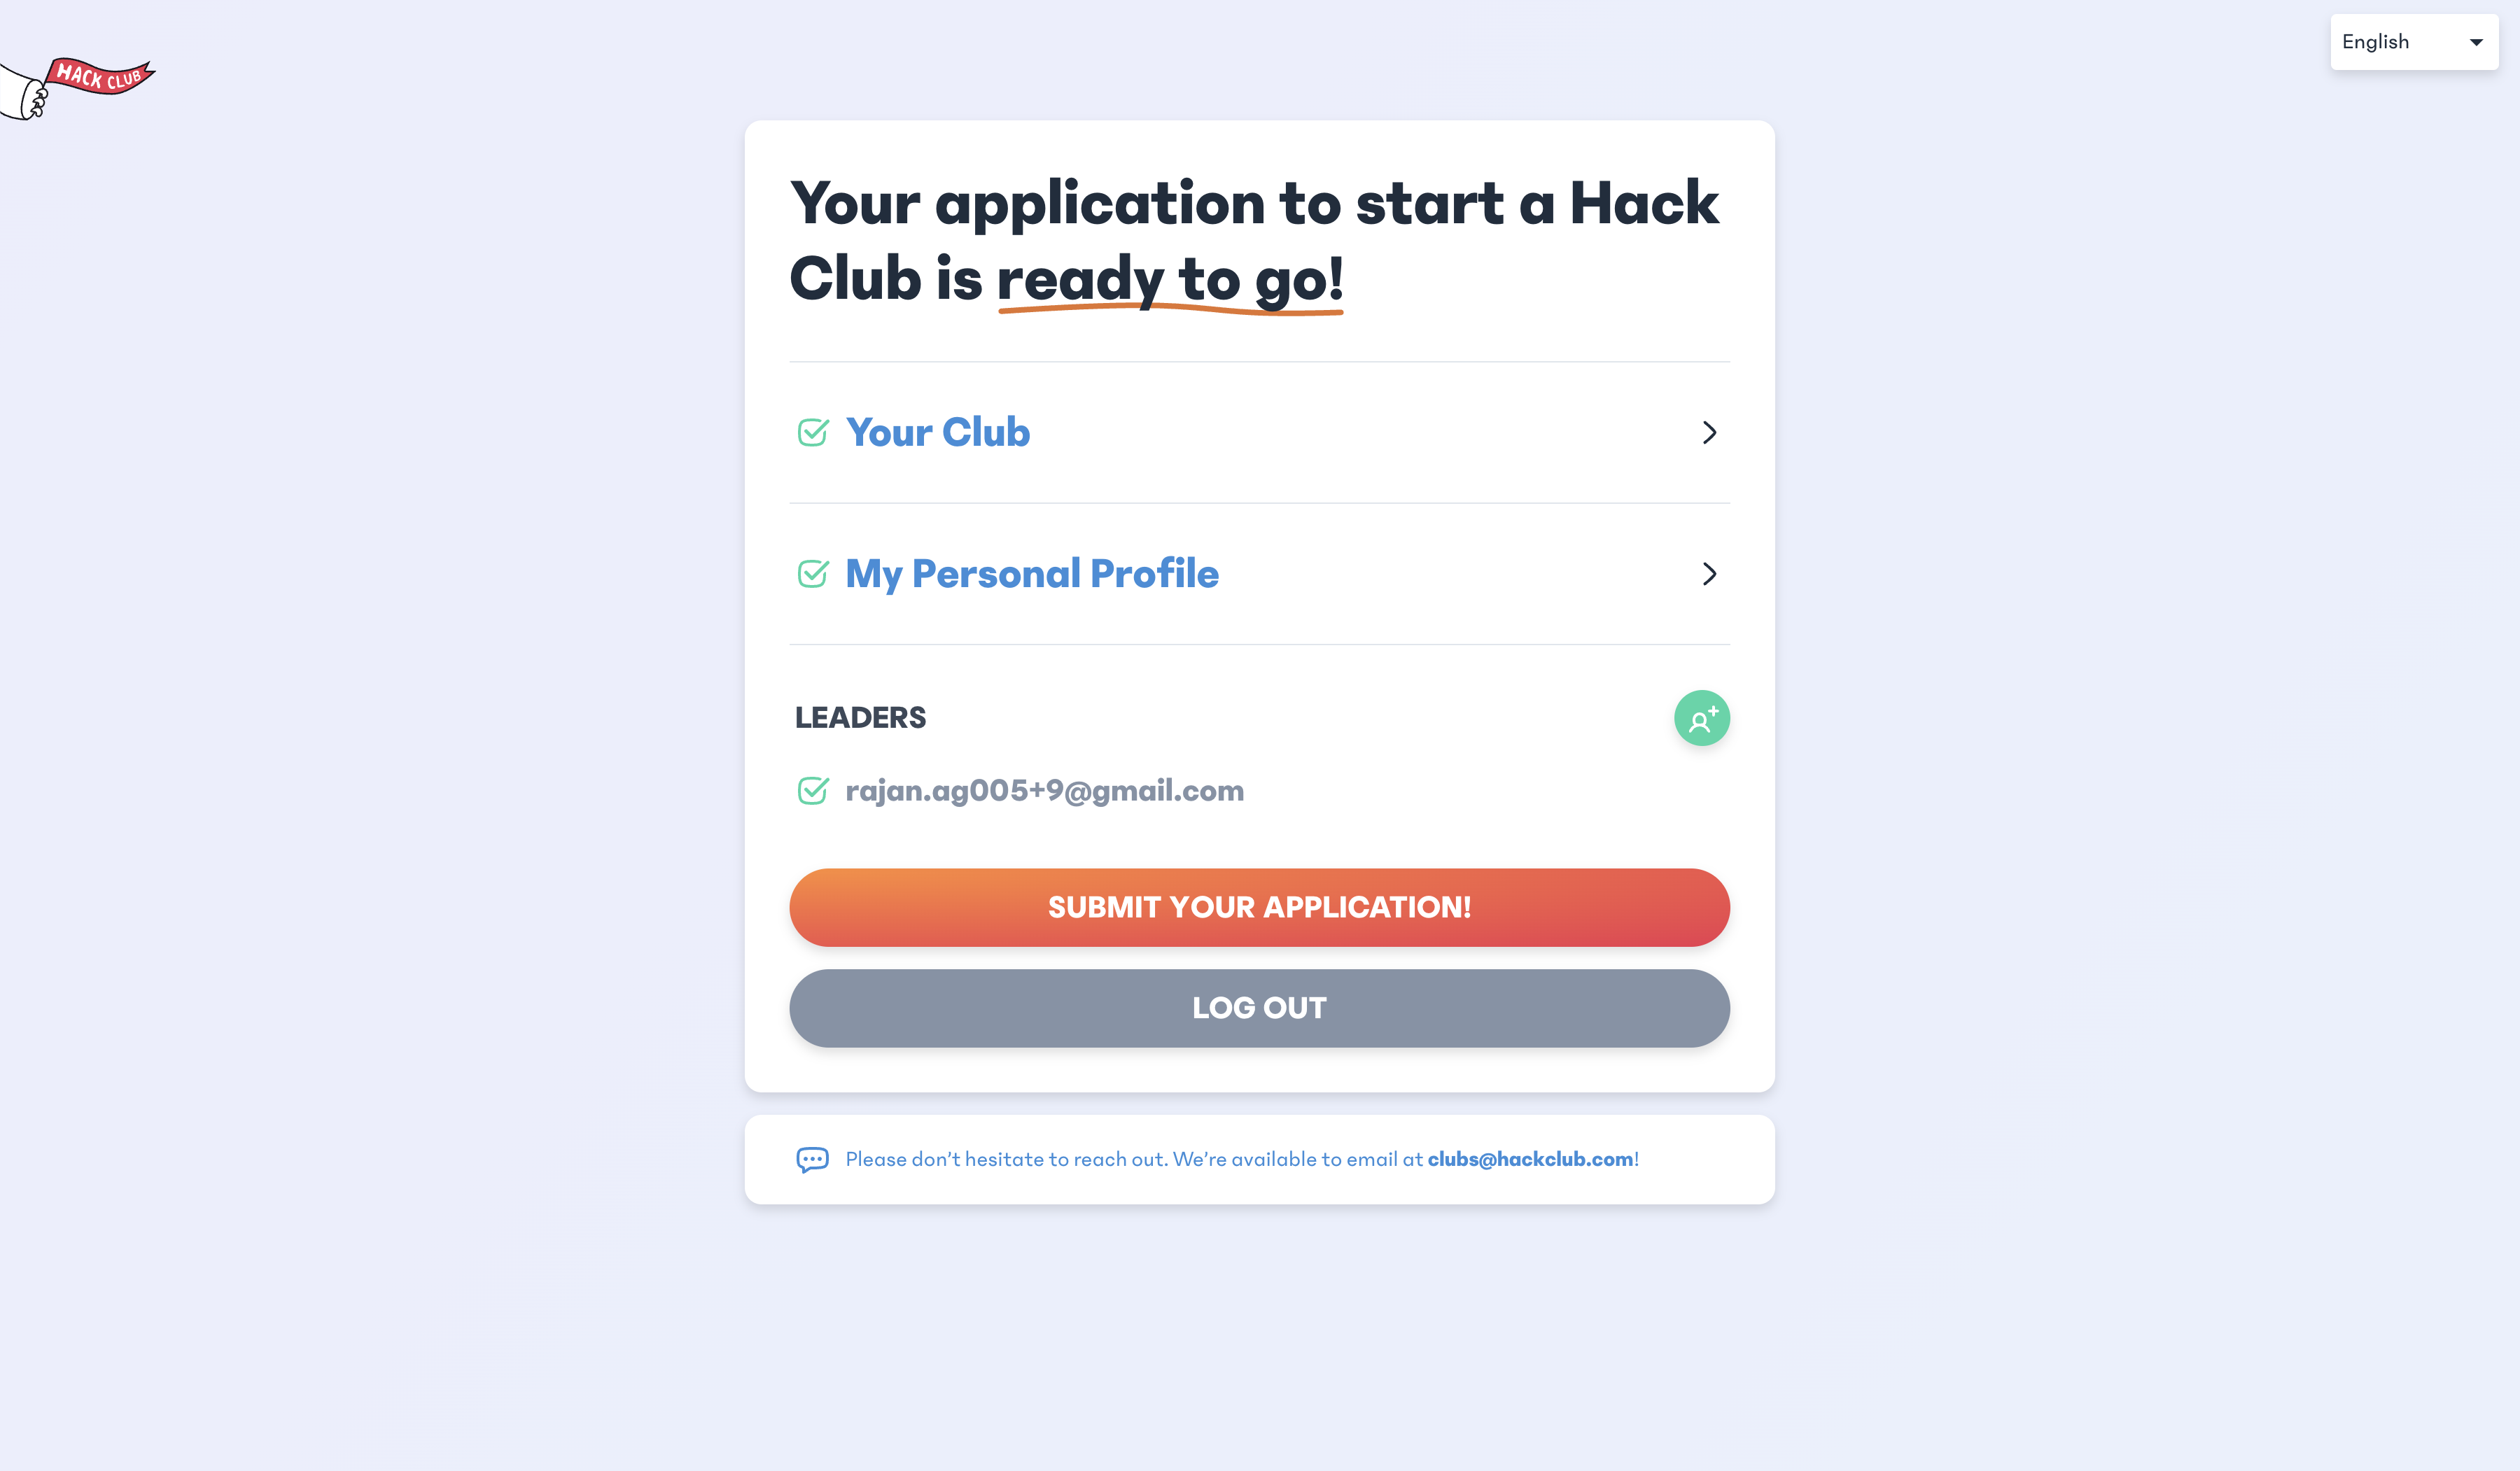 HACK CLUB
English
Your application to start a Hack
Club is ready to go!
Your Club
My Personal Profile
LEADERS
rajan.ag005+9@gmail.com
SUBMIT YOUR APPLICATION!
LOG OUT
Please don’t hesitate to reach out. We’re available to email at clubs@hackclub.com!